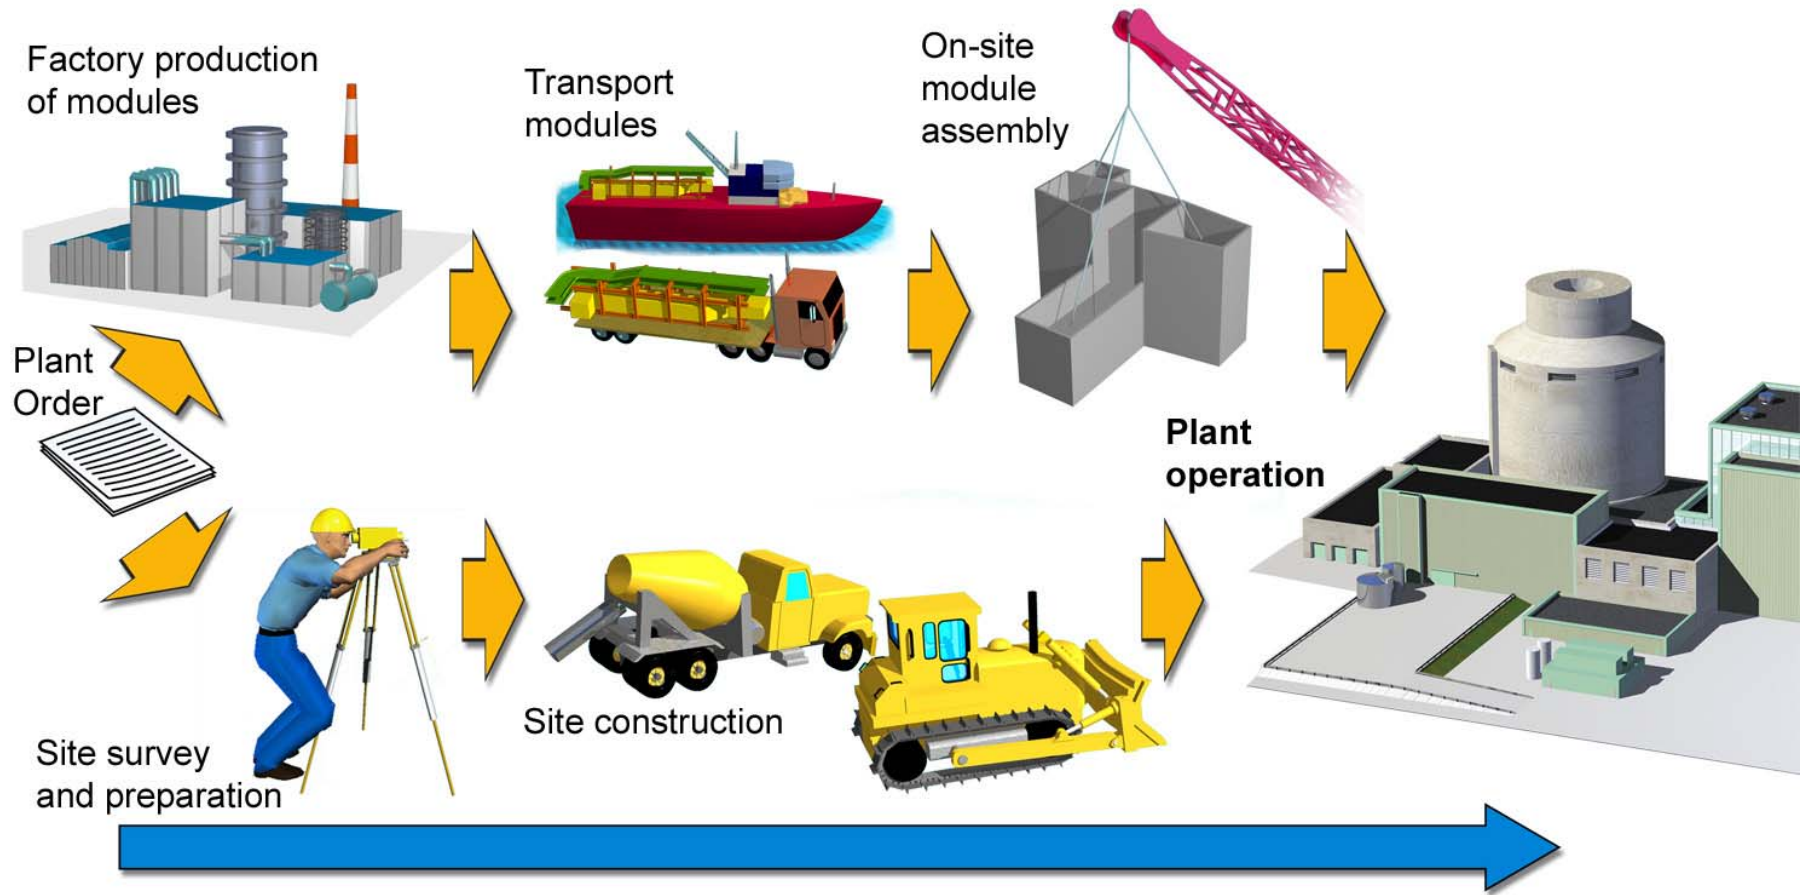 Factory production
of modules
Transport
modules
On-site
module
assembly
Plant
Order
Plant
operation
Site construction
Site survey
and preparation